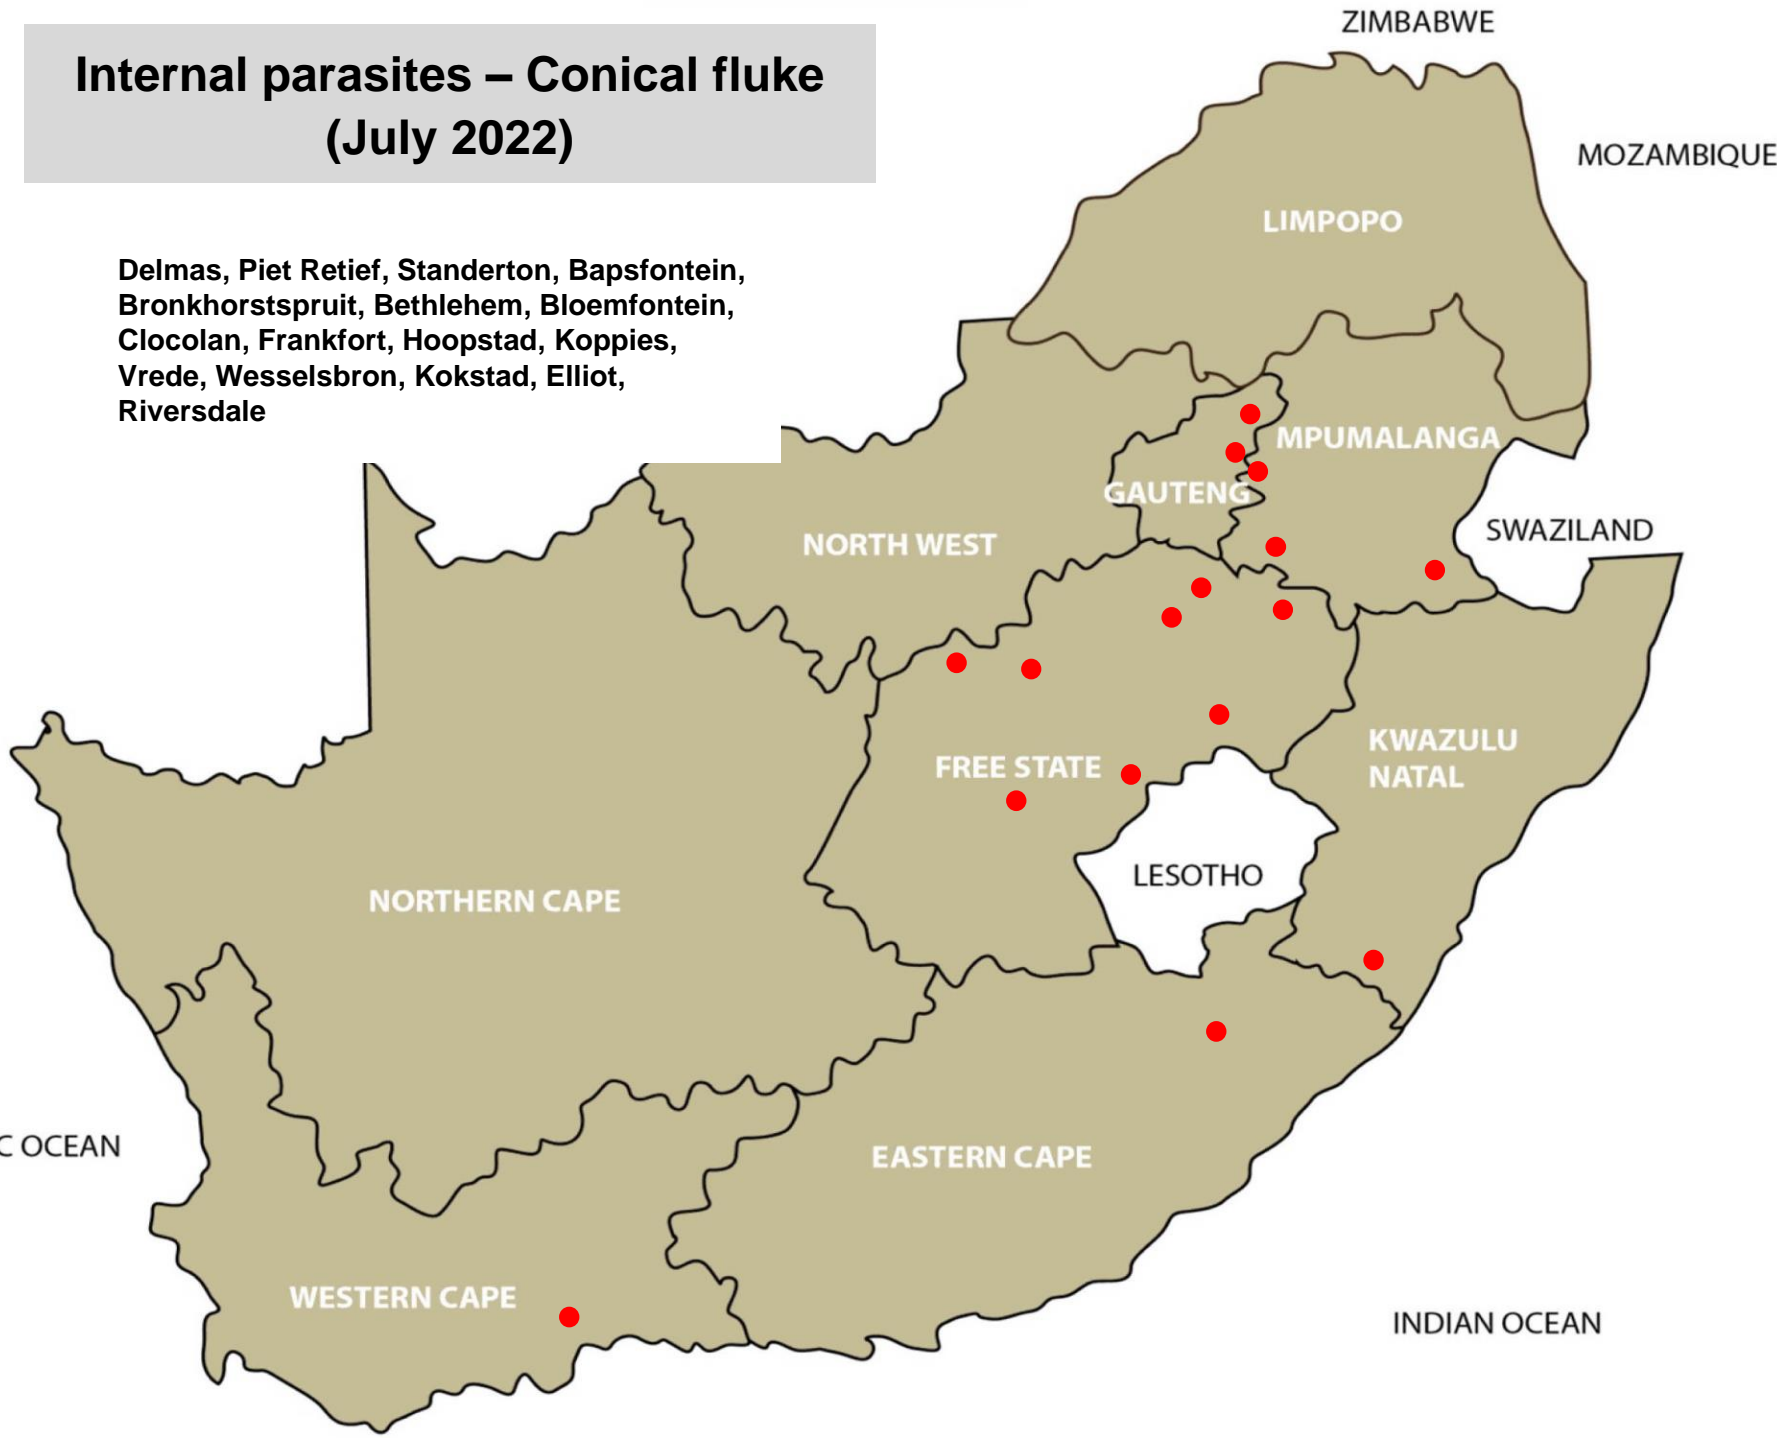 Internal parasites – Conical fluke
(July 2022)
Delmas, Piet Retief, Standerton, Bapsfontein,
Bronkhorstspruit, Bethlehem, Bloemfontein,
Clocolan, Frankfort, Hoopstad, Koppies,
Vrede, Wesselsbron, Kokstad, Elliot,
Riversdale
ZIMBABWE
MOZAMBIQUE
LIMPOPO
MPUMALANGA
GAUTENG
SWAZILAND
NORTH WEST
KWAZULU
NATAL
FREE STATE
LESOTHO
NORTHERN CAPE
C OCEAN
EASTERN CAPE
WESTERN CAPE
INDIAN OCEAN